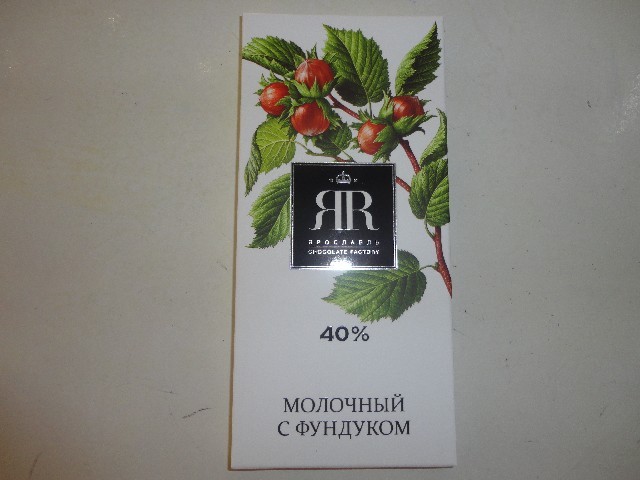 ЯR
ЯРОСЛАВЛЬ
CHOCOLATE FACTORY
40%
МОЛОЧНЫЙ
С ФУНДУКОМ